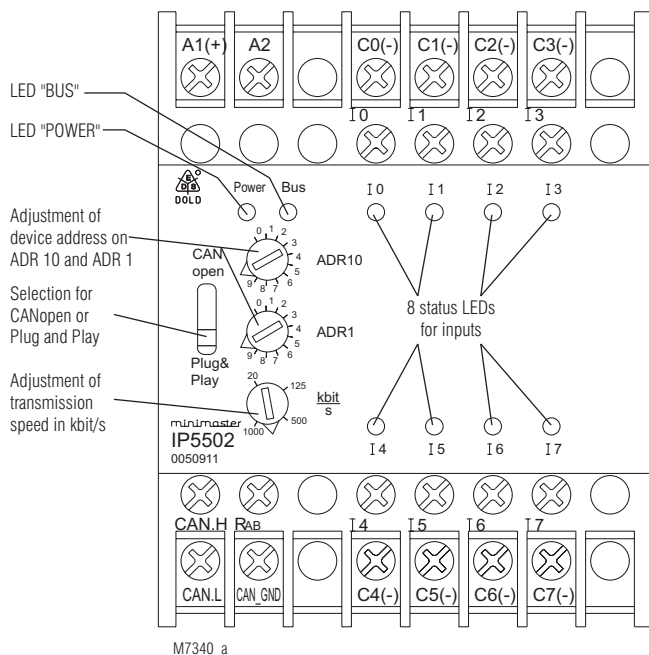 A1(+) A2 C0(-) C1(-) C2(-) C3(-)
I0 I1 I2 I3
LED "BUS"
LED "POWER"
DOLD
Power Bus
I0 I1 I2 I3
Adjustment of
device address on
ADR 10 and ADR 1
CAN
open
0 1 2 3 4 5 6 7 8 9
ADR10
Selection for
CANopen or
Plug and Play
0 1 2 3 4 5 6 7 8 9
ADR1
8 status LEDs
for inputs
Plug&
Play
Adjustment of
transmission
speed in kbit/s
20 125 500 1000
kbit
s
minimaster
IP5502
0050911
I4 I5 I6 I7
CAN.H RAB I4 I5 I6 I7
CAN.L CAN_GND C4(-) C5(-) C6(-) C7(-)
M7340_a